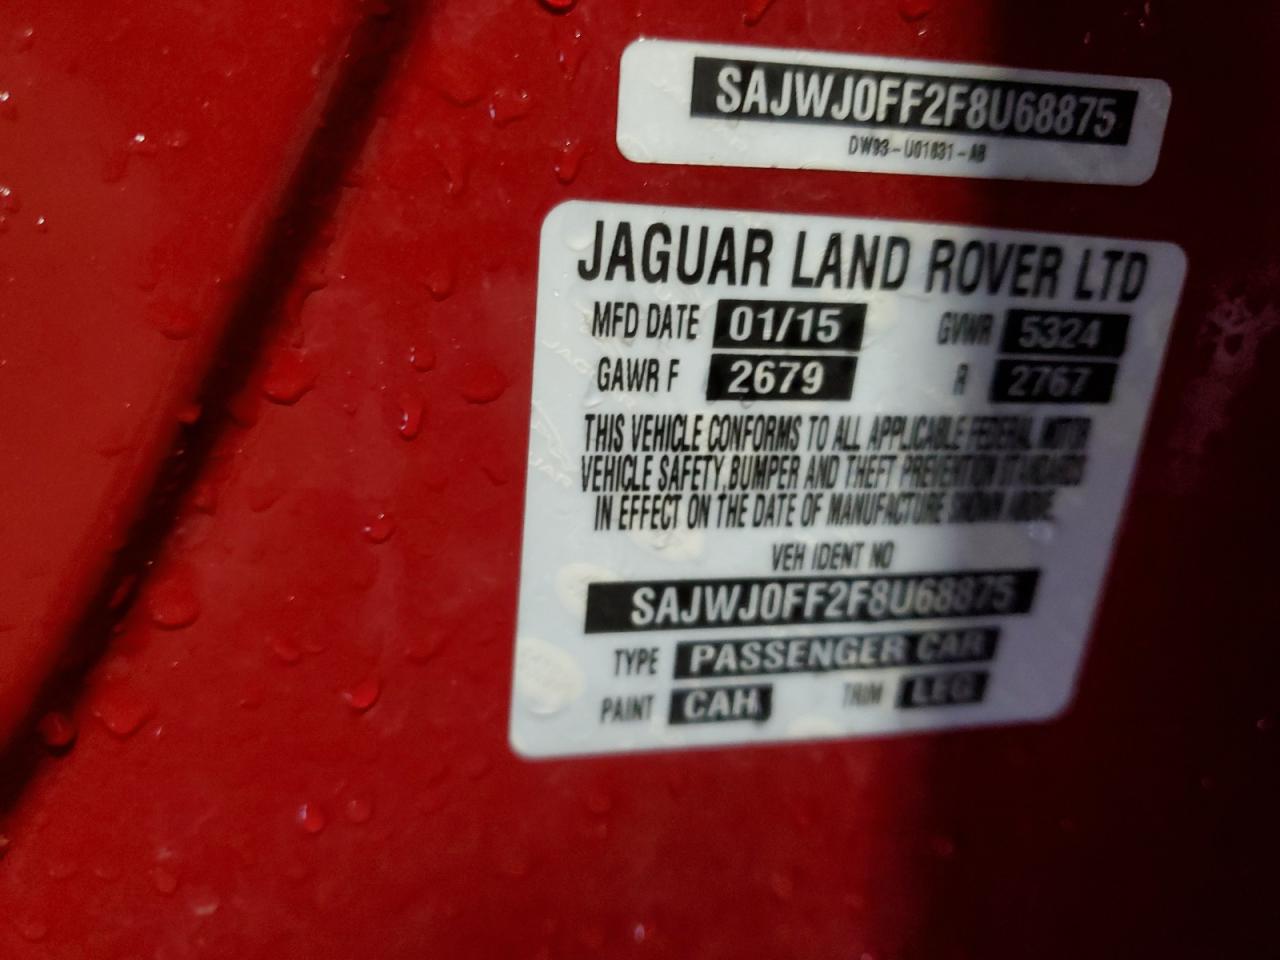 SAJWJ0FF2F8U68875
DW93-U01831-AB
JAGUAR LAND ROVER LTD
MFD DATE 01/15 GVWR 5324
GAWR F 2679 R 2767
THIS VEHICLE CONFORMS TO ALL APPLICABLE FEDERAL MOTOR
VEHICLE SAFETY,BUMPER AND THEFT PREVENTION STANDARDS
IN EFFECT ON THE DATE OF MANUFACTURE SHOWN ABOVE.
VEH IDENT NO
SAJWJ0FF2F8U68875
TYPE PASSENGER CAR
PAINT CAH TRIM LEG